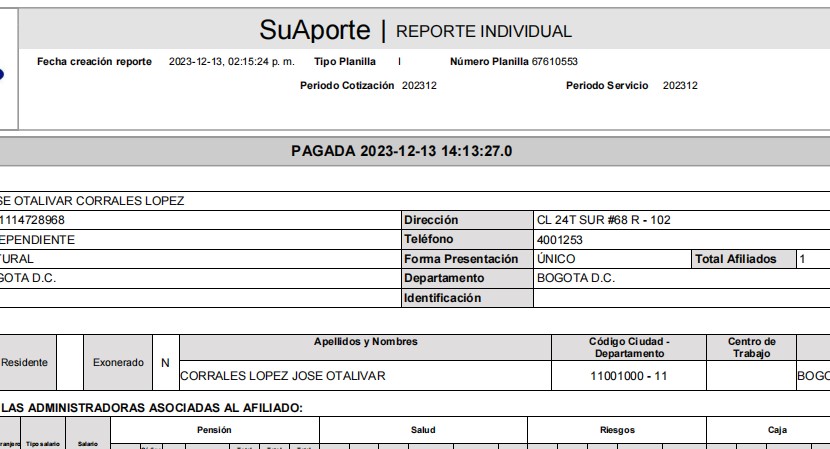 SuAporte | REPORTE INDIVIDUAL
Fecha creación reporte 2023-12-13, 02:15:24 p. m. Tipo Planilla I Número Planilla 67610553
Periodo Cotización 202312 Periodo Servicio 202312
PAGADA 2023-12-13 14:13:27.0
SE OTALIVAR CORRALES LOPEZ
1114728968 Dirección CL 24T SUR #68 R - 102
EPENDIENTE Teléfono 4001253
URAL Forma Presentación ÚNICO Total Afiliados 1
GOTA D.C. Departamento BOGOTA D.C.
Identificación
Residente Exonerado N Apellidos y Nombres Código Ciudad - Departamento Centro de Trabajo
CORRALES LOPEZ JOSE OTALIVAR 11001000 - 11 BOGO
LAS ADMINISTRADORAS ASOCIADAS AL AFILIADO:
Pensión Salud Riesgos Caja
ranjero Tipo salario Salario